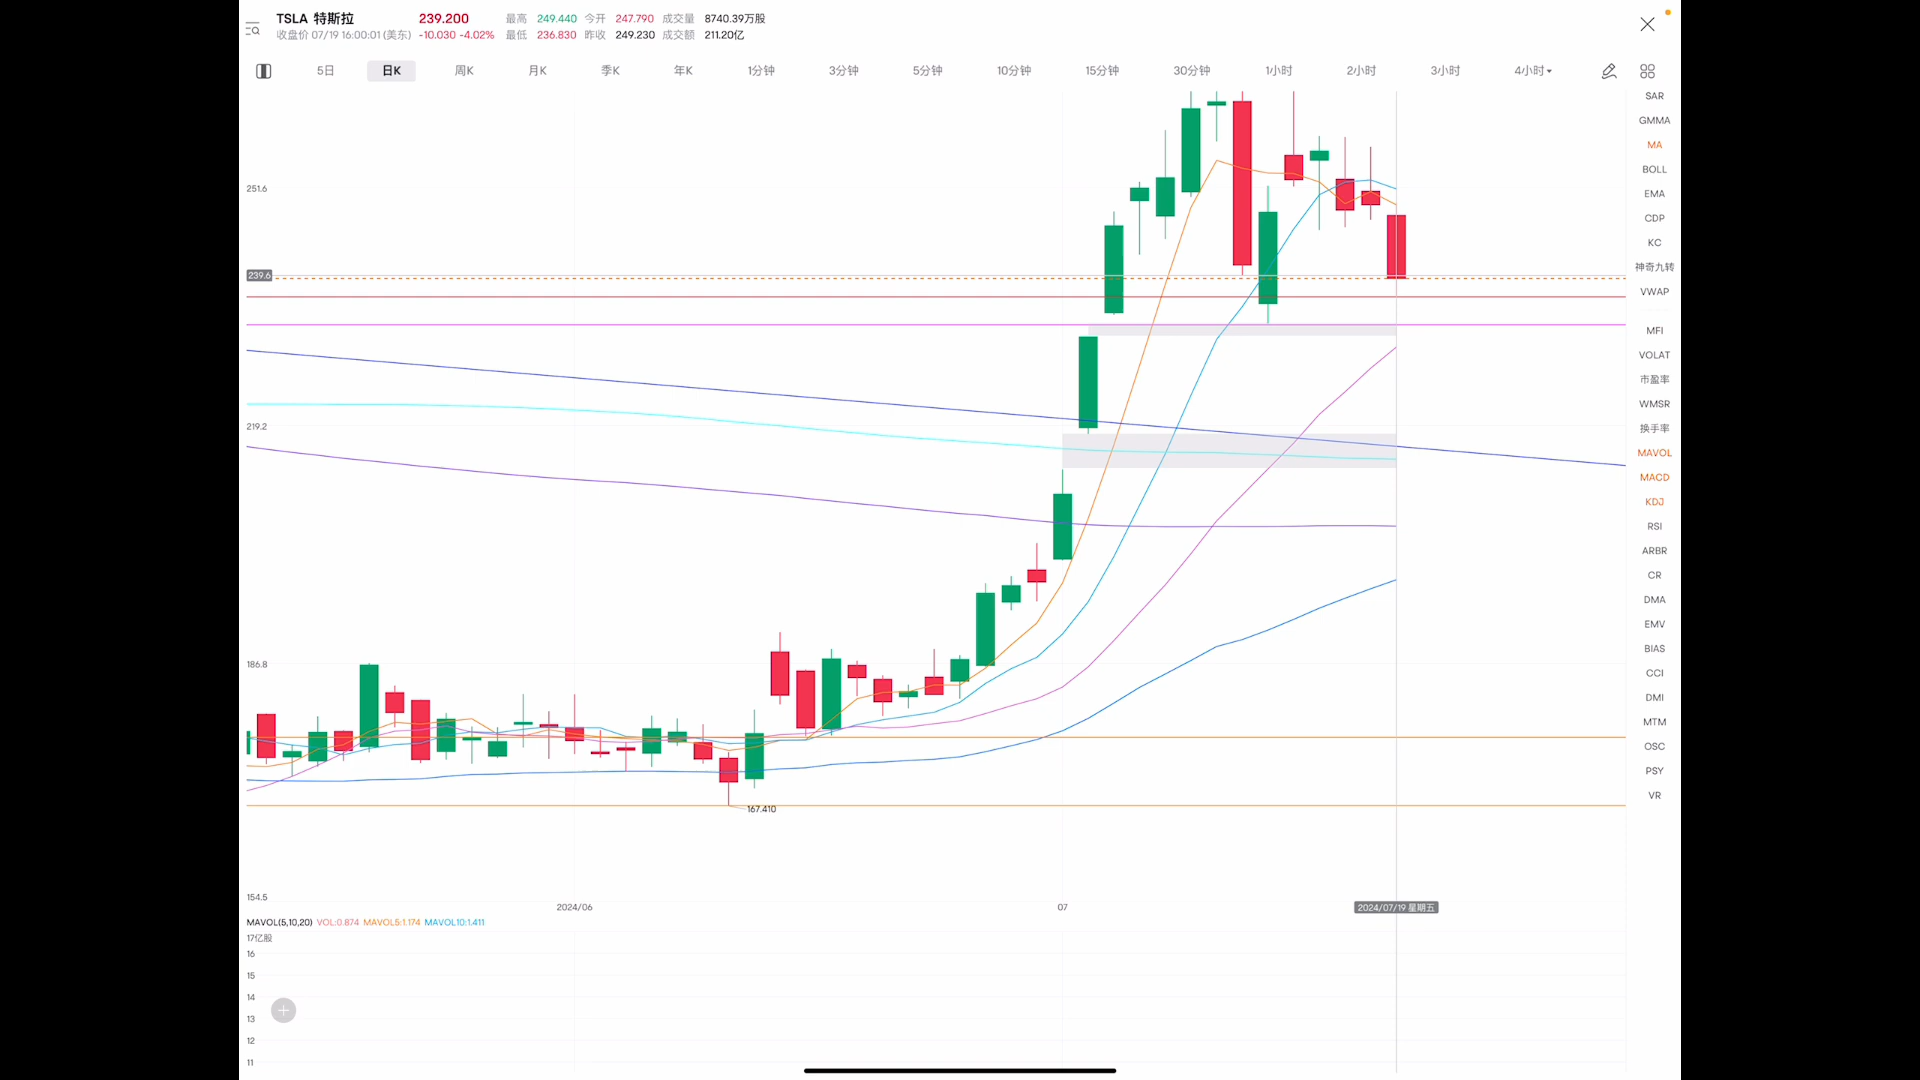 TSLA 特斯拉 239.200 最高 249.440 今开 247.790 成交量 8740.39万股
收盘价 07/19 16:00:01 (美东) -10.030 -4.02% 最低 236.830 昨收 249.230 成交额 211.20亿
5日 日K 周K 月K 季K 年K 1分钟 3分钟 5分钟 10分钟 15分钟 30分钟 1小时 2小时 3小时 4小时
SAR
GMMA
MA
BOLL
EMA
CDP
KC
神奇九转
VWAP
MFI
VOLAT
市盈率
WMSR
换手率
MAVOL
MACD
KDJ
RSI
ARBR
CR
DMA
EMV
BIAS
CCI
DMI
MTM
OSC
PSY
VR
251.6
239.6
219.2
186.8
167.410
154.5
2024/06 07 2024/07/19 星期五
MAVOL(5,10,20) VOL:0.874 MAVOL5:1.174 MAVOL10:1.411
17亿股
16
15
14
13
12
11